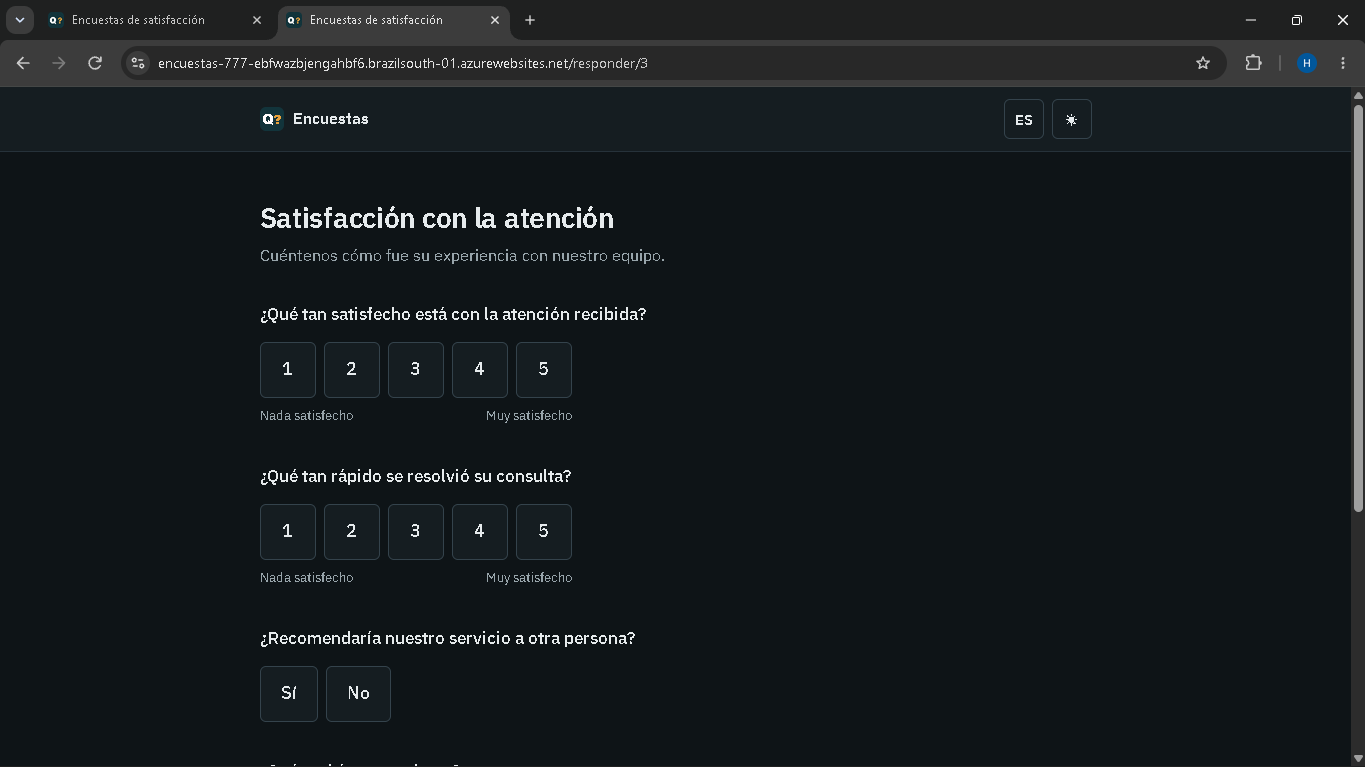 Encuestas de satisfacción
Encuestas de satisfacción
encuestas-777-ebfwazbjengahbf6.brazilsouth-01.azurewebsites.net/responder/3
H
Q? Encuestas
ES
Satisfacción con la atención
Cuéntenos cómo fue su experiencia con nuestro equipo.
¿Qué tan satisfecho está con la atención recibida?
1 2 3 4 5
Nada satisfecho Muy satisfecho
¿Qué tan rápido se resolvió su consulta?
1 2 3 4 5
Nada satisfecho Muy satisfecho
¿Recomendaría nuestro servicio a otra persona?
Sí No